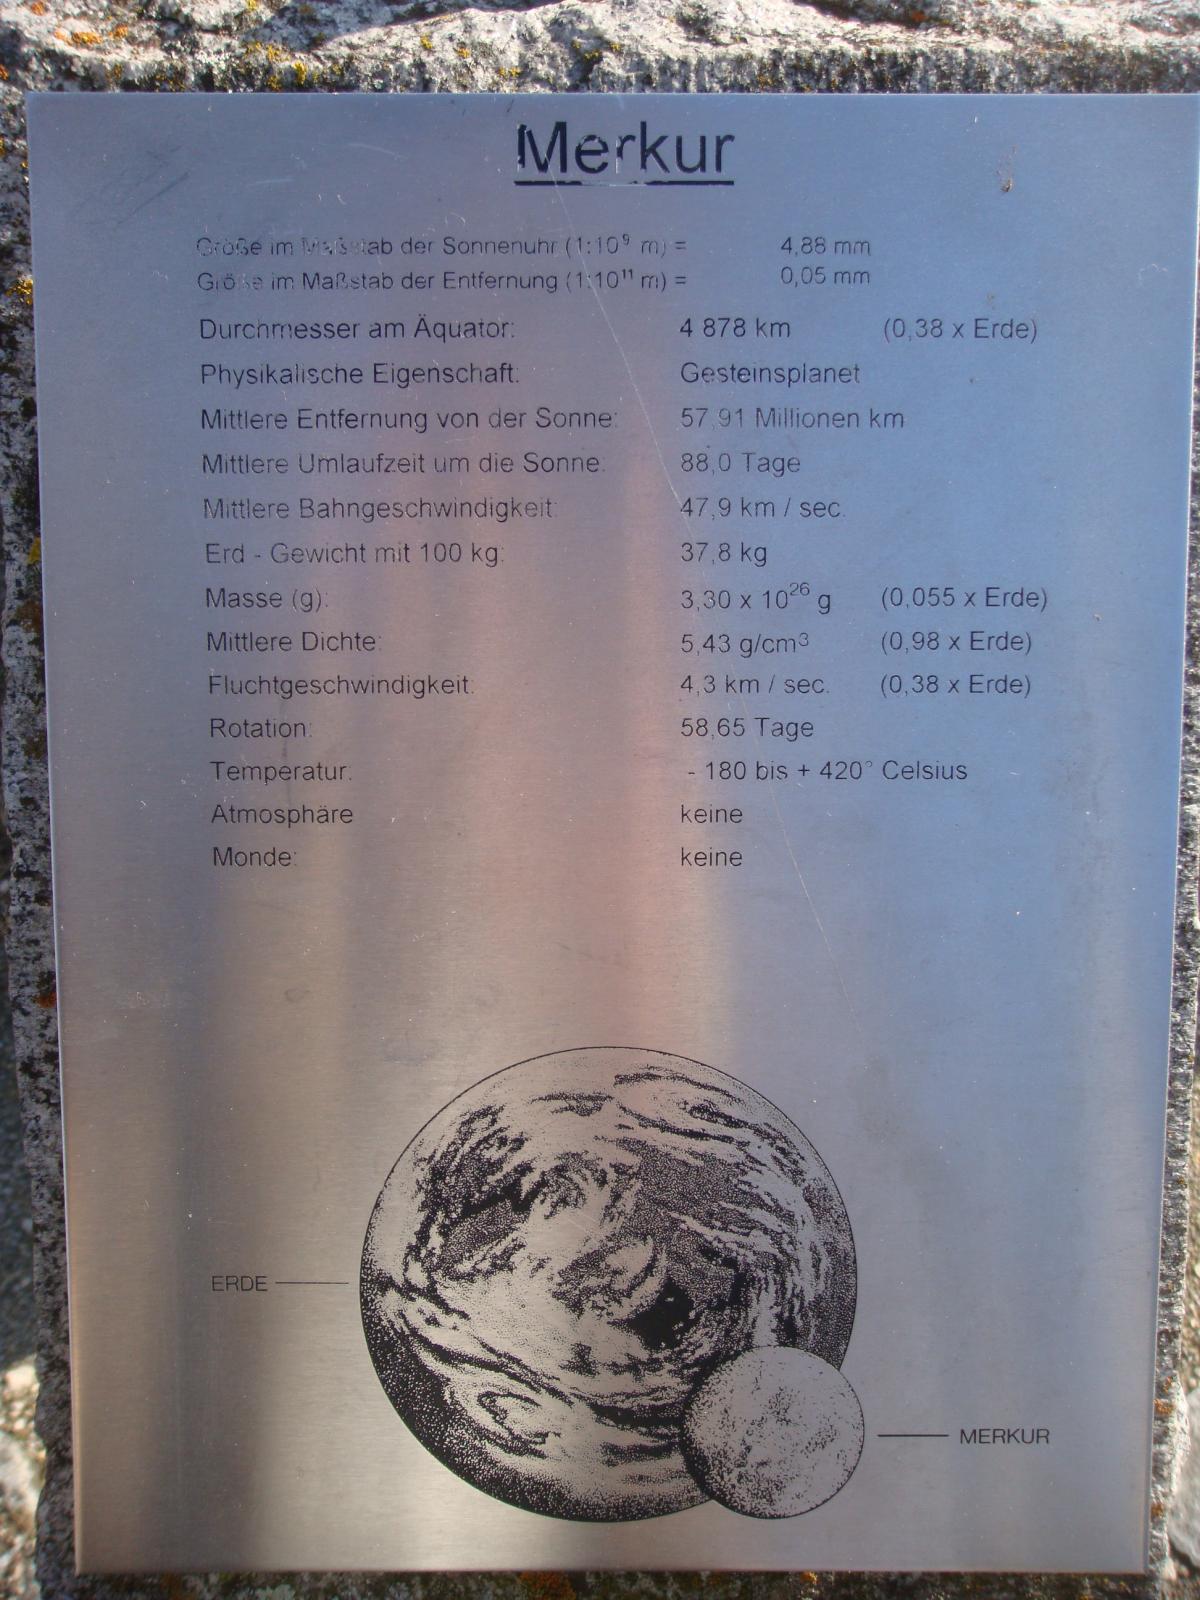 Merkur
Größe im Maßstab der Sonnenuhr (1:10⁹ m) = 4,88 mm
Größe im Maßstab der Entfernung (1:10¹¹ m) = 0,05 mm
Durchmesser am Äquator: 4 878 km (0,38 x Erde)
Physikalische Eigenschaft: Gesteinsplanet
Mittlere Entfernung von der Sonne: 57,91 Millionen km
Mittlere Umlaufzeit um die Sonne: 88,0 Tage
Mittlere Bahngeschwindigkeit: 47,9 km / sec.
Erd - Gewicht mit 100 kg: 37,8 kg
Masse (g): 3,30 x 10²⁶ g (0,055 x Erde)
Mittlere Dichte: 5,43 g/cm³ (0,98 x Erde)
Fluchtgeschwindigkeit: 4,3 km / sec. (0,38 x Erde)
Rotation: 58,65 Tage
Temperatur: - 180 bis + 420° Celsius
Atmosphäre keine
Monde: keine
ERDE
MERKUR